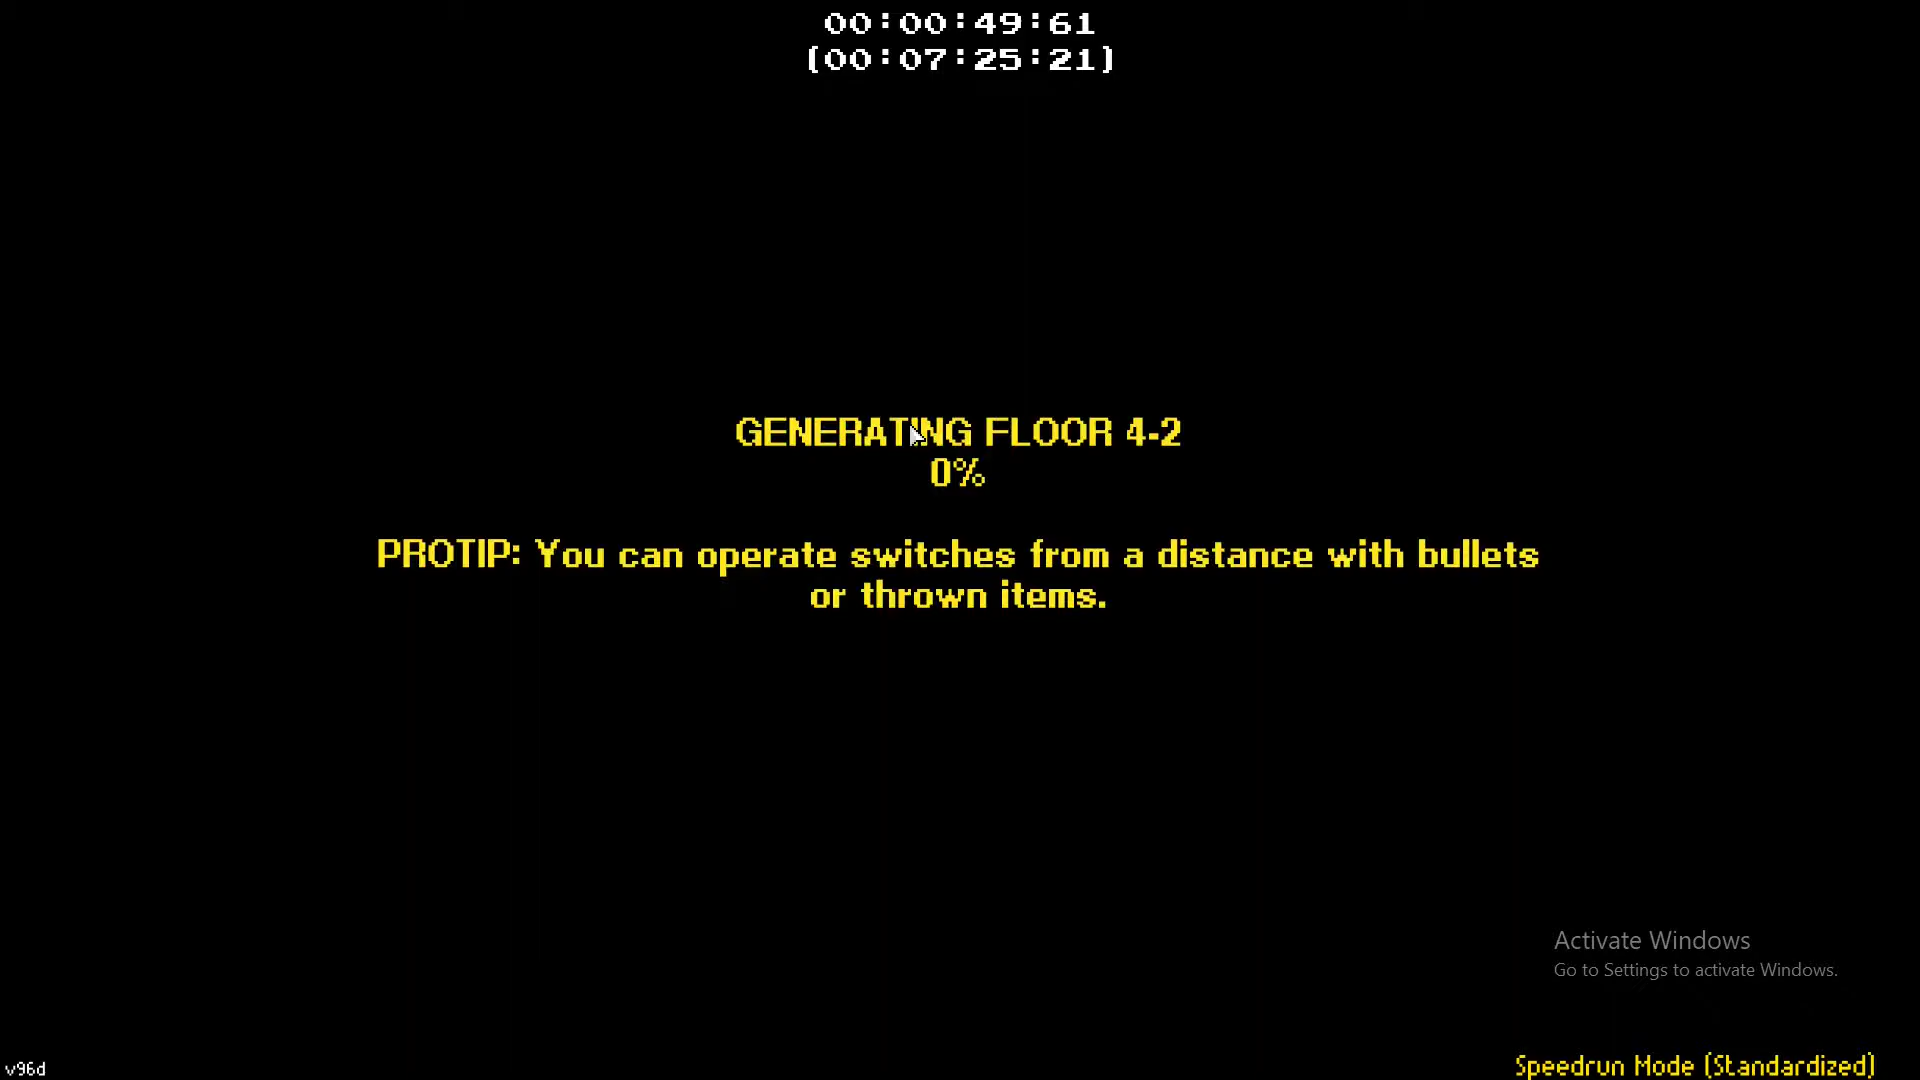 00:00:49:61
[00:07:25:21]
GENERATING FLOOR 4-2
0%
PROTIP: You can operate switches from a distance with bullets
or thrown items.
Activate Windows
Go to Settings to activate Windows.
v96d
Speedrun Mode (Standardized)